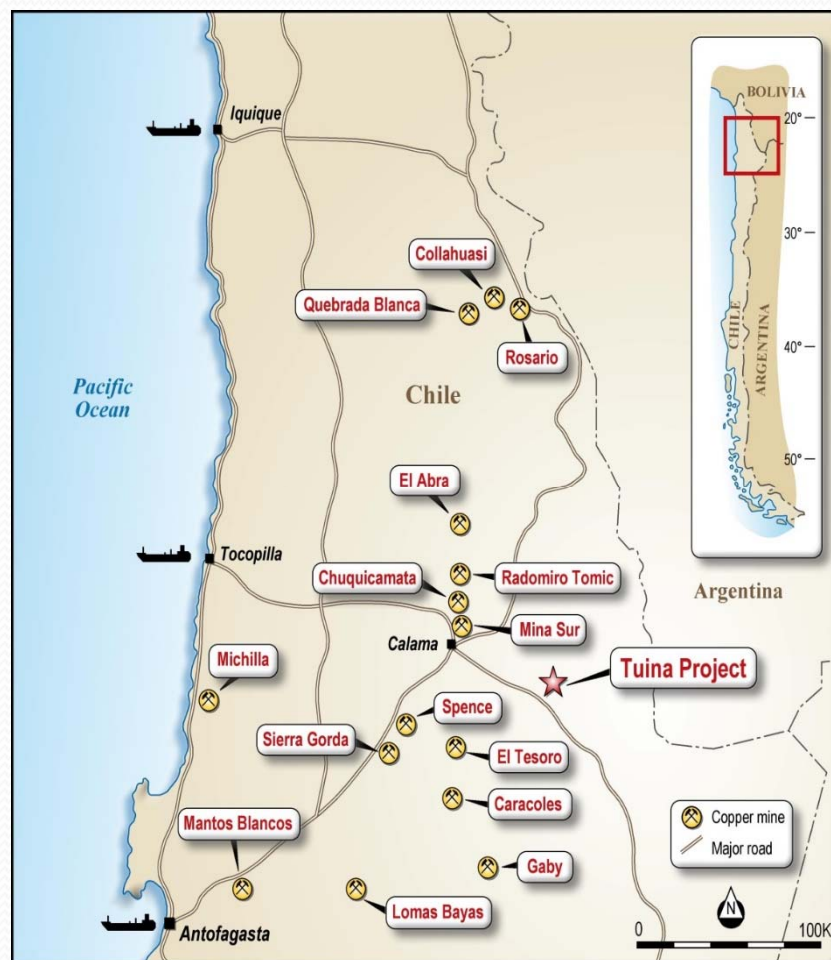 BOLIVIA
20°
30°
CHILE
ARGENTINA
40°
50°
Iquique
Collahuasi
Quebrada Blanca
Rosario
Pacific
Ocean
Chile
El Abra
Tocopilla
Chuquicamata
Radomiro Tomic
Argentina
Mina Sur
Calama
Michilla
Tuina Project
Spence
Sierra Gorda
El Tesoro
Caracoles
Mantos Blancos
Copper mine
Major road
Gaby
Lomas Bayas
N
Antofagasta
0 100K